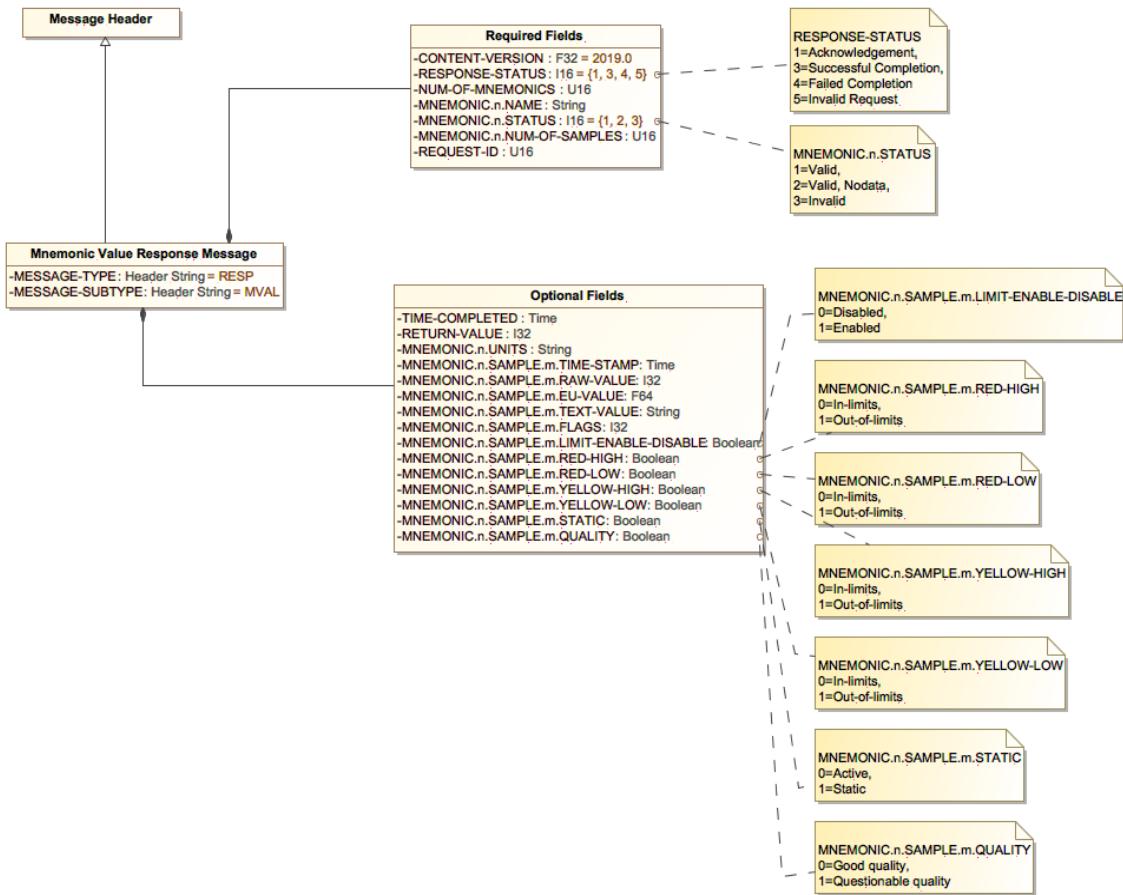 Message Header
Required Fields
-CONTENT-VERSION : F32 = 2019.0
-RESPONSE-STATUS : I16 = {1, 3, 4, 5}
-NUM-OF-MNEMONICS : U16
-MNEMONIC.n.NAME : String
-MNEMONIC.n.STATUS : I16 = {1, 2, 3}
-MNEMONIC.n.NUM-OF-SAMPLES : U16
-REQUEST-ID : U16
RESPONSE-STATUS
1=Acknowledgement,
3=Successful Completion,
4=Failed Completion
5=Invalid Request
MNEMONIC.n.STATUS
1=Valid,
2=Valid, Nodata,
3=Invalid
Mnemonic Value Response Message
-MESSAGE-TYPE : Header String = RESP
-MESSAGE-SUBTYPE : Header String = MVAL
Optional Fields
-TIME-COMPLETED : Time
-RETURN-VALUE : I32
-MNEMONIC.n.UNITS : String
-MNEMONIC.n.SAMPLE.m.TIME-STAMP : Time
-MNEMONIC.n.SAMPLE.m.RAW-VALUE : I32
-MNEMONIC.n.SAMPLE.m.EU-VALUE : F64
-MNEMONIC.n.SAMPLE.m.TEXT-VALUE : String
-MNEMONIC.n.SAMPLE.m.FLAGS : I32
-MNEMONIC.n.SAMPLE.m.LIMIT-ENABLE-DISABLE : Boolean
-MNEMONIC.n.SAMPLE.m.RED-HIGH : Boolean
-MNEMONIC.n.SAMPLE.m.RED-LOW : Boolean
-MNEMONIC.n.SAMPLE.m.YELLOW-HIGH : Boolean
-MNEMONIC.n.SAMPLE.m.YELLOW-LOW : Boolean
-MNEMONIC.n.SAMPLE.m.STATIC : Boolean
-MNEMONIC.n.SAMPLE.m.QUALITY : Boolean
MNEMONIC.n.SAMPLE.m.LIMIT-ENABLE-DISABLE
0=Disabled,
1=Enabled
MNEMONIC.n.SAMPLE.m.RED-HIGH
0=In-limits,
1=Out-of-limits
MNEMONIC.n.SAMPLE.m.RED-LOW
0=In-limits,
1=Out-of-limits
MNEMONIC.n.SAMPLE.m.YELLOW-HIGH
0=In-limits,
1=Out-of-limits
MNEMONIC.n.SAMPLE.m.YELLOW-LOW
0=In-limits,
1=Out-of-limits
MNEMONIC.n.SAMPLE.m.STATIC
0=Active,
1=Static
MNEMONIC.n.SAMPLE.m.QUALITY
0=Good quality,
1=Questionable quality